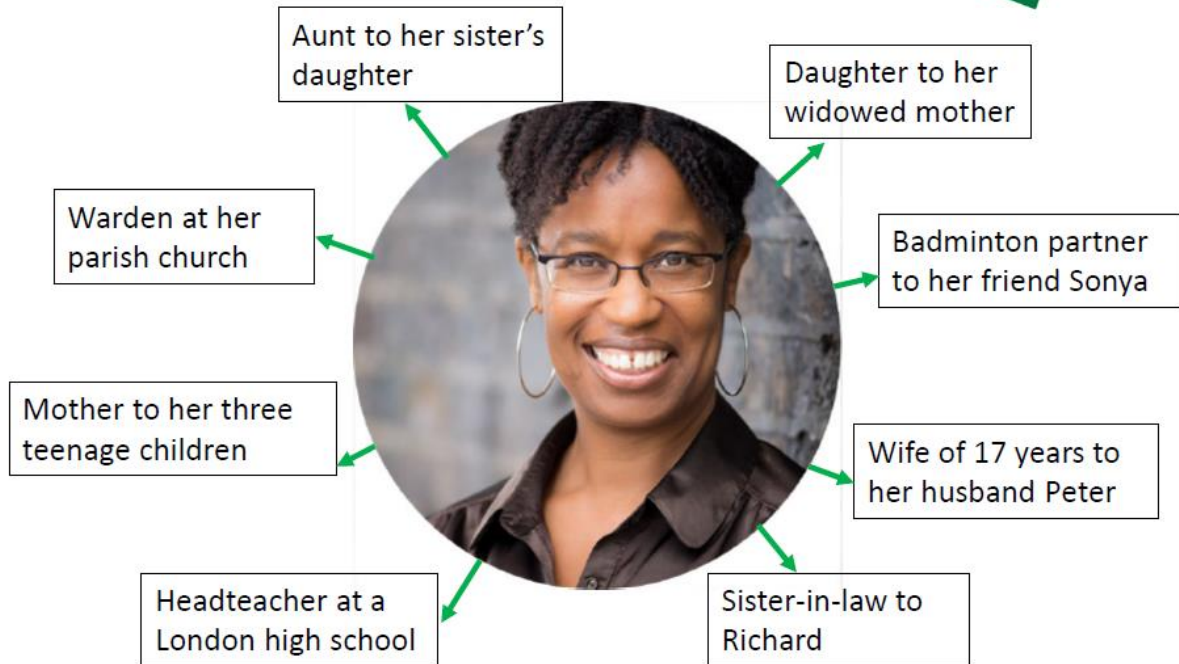 Aunt to her sister's
daughter
Daughter to her
widowed mother
Warden at her
parish church
Badminton partner
to her friend Sonya
Mother to her three
teenage children
Wife of 17 years to
her husband Peter
Headteacher at a
London high school
Sister-in-law to
Richard